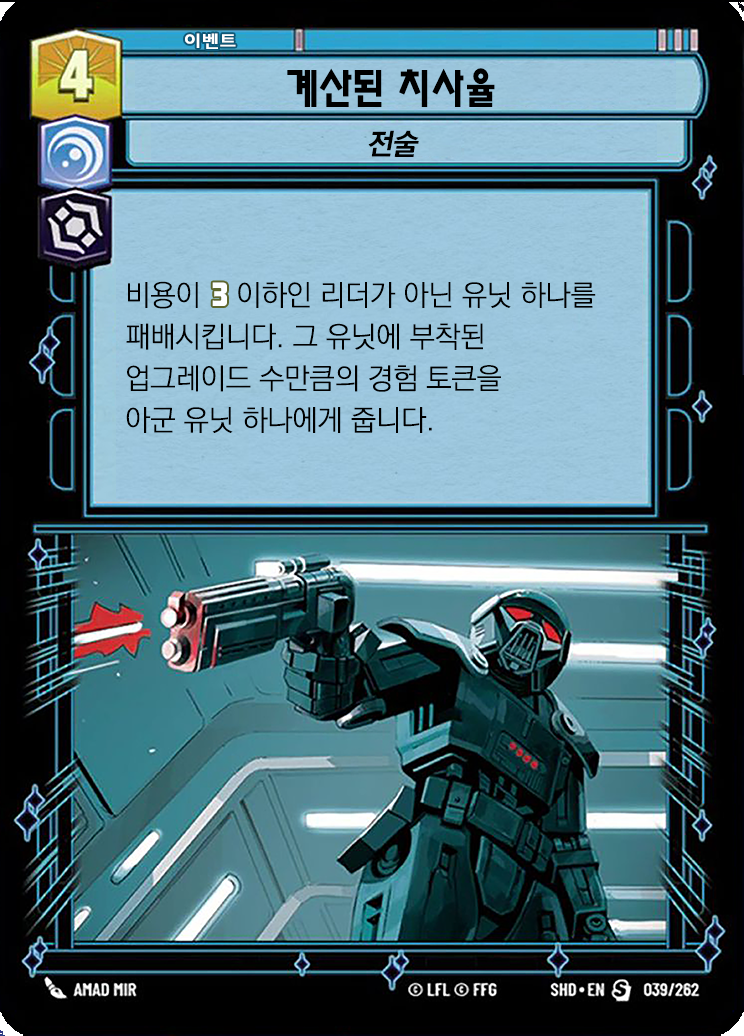 이벤트
4
계산된 치사율
전술
비용이 3 이하인 리더가 아닌 유닛 하나를
패배시킵니다. 그 유닛에 부착된
업그레이드 수만큼의 경험 토큰을
아군 유닛 하나에게 줍니다.
AMAD MIR © LFL © FFG SHD • EN S 039/262